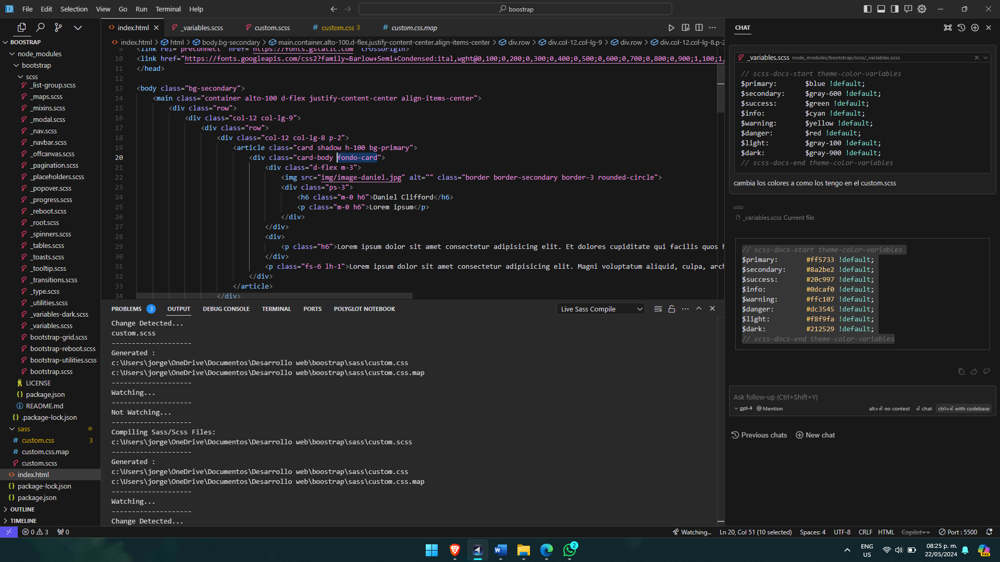 File Edit Selection View Go Run Terminal Help
boostrap
index.html
_variables.scss
custom.scss
custom.css 3
custom.css.map
BOOSTRAP
node_modules
bootstrap
scss
_list-group.scss
_maps.scss
_mixins.scss
_modal.scss
_nav.scss
_navbar.scss
_offcanvas.scss
_pagination.scss
_placeholders.scss
_popover.scss
_progress.scss
_reboot.scss
_root.scss
_spinners.scss
_tables.scss
_toasts.scss
_tooltip.scss
_transitions.scss
_type.scss
_utilities.scss
_variables-dark.scss
_variables.scss
bootstrap-grid.scss
bootstrap-reboot.scss
bootstrap-utilities.scss
bootstrap.scss
LICENSE
package.json
README.md
.package-lock.json
sass
custom.css 3
custom.css.map
custom.scss
index.html
package-lock.json
package.json
OUTLINE
TIMELINE
index.html > html > body.bg-secondary > main.container.alto-100.d-flex.justify-content-center.align-items-center > div.row > div.col-12.col-lg-9 > div.row > div.col-12.col-lg-8.p-2
9 <link rel="preconnect" href="https://fonts.gstatic.com" crossorigin>
10 <link href="https://fonts.googleapis.com/css2?family=Barlow+Semi+Condensed:ital,wght@0,100;0,200;0,300;0,400;0,500;0,600;0,700;0,800;0,900;1,100;1,
11 </head>
12
13 <body class="bg-secondary">
14 <main class="container alto-100 d-flex justify-content-center align-items-center">
15 <div class="row">
16 <div class="col-12 col-lg-9">
17 <div class="row">
18 <div class="col-12 col-lg-8 p-2">
19 <article class="card shadow h-100 bg-primary">
20 <div class="card-body fondo-card">
21 <div class="d-flex m-3">
22 <img src="img/image-daniel.jpg" alt="" class="border border-secondary border-3 rounded-circle">
23 <div class="ps-3">
24 <h6 class="m-0 h6">Daniel Clifford</h6>
25 <p class="m-0 h6">Lorem ipsum</p>
26 </div>
27 </div>
28 <div>
29 <p class="h6">Lorem ipsum dolor sit amet consectetur adipisicing elit. Et dolores cupiditate qui facilis quos
30 </div>
31 <p class="fs-6 lh-1">Lorem ipsum dolor sit amet consectetur adipisicing elit. Magni voluptatum aliquid, culpa, arch
32 </div>
33 </article>
34 </div>
PROBLEMS 3 OUTPUT DEBUG CONSOLE TERMINAL PORTS POLYGLOT NOTEBOOK
Live Sass Compile
Change Detected...
custom.scss
--------------------
Generated :
c:\Users\jorge\OneDrive\Documentos\Desarrollo web\boostrap\sass\custom.css
c:\Users\jorge\OneDrive\Documentos\Desarrollo web\boostrap\sass\custom.css.map
--------------------
Watching...
--------------------
Not Watching...
--------------------
Compiling Sass/Scss Files:
c:\Users\jorge\OneDrive\Documentos\Desarrollo web\boostrap\sass\custom.scss
--------------------
Generated :
c:\Users\jorge\OneDrive\Documentos\Desarrollo web\boostrap\sass\custom.css
c:\Users\jorge\OneDrive\Documentos\Desarrollo web\boostrap\sass\custom.css.map
--------------------
Watching...
--------------------
Change Detected...
CHAT
_variables.scss node_modules/bootstrap/scss/_variables.scss
// scss-docs-start theme-color-variables
$primary: $blue !default;
$secondary: $gray-600 !default;
$success: $green !default;
$info: $cyan !default;
$warning: $yellow !default;
$danger: $red !default;
$light: $gray-100 !default;
$dark: $gray-900 !default;
// scss-docs-end theme-color-variables
cambia los colores a como los tengo en el custom.scss
USED
_variables.scss Current file
// scss-docs-start theme-color-variables
$primary: #ff5733 !default;
$secondary: #8a2be2 !default;
$success: #20c997 !default;
$info: #0dcaf0 !default;
$warning: #ffc107 !default;
$danger: #dc3545 !default;
$light: #f8f9fa !default;
$dark: #212529 !default;
// scss-docs-end theme-color-variables
Ask follow-up (Ctrl+Shift+Y)
gpt-4 @ Mention alt+⏎ no context ⏎ chat ctrl+⏎ with codebase
Previous chats New chat
0 3 0
Watching... Ln 20, Col 51 (10 selected) Spaces: 4 UTF-8 CRLF HTML Copilot++ Port : 5500
2
ENG
US
08:25 p. m.
22/05/2024
PRE